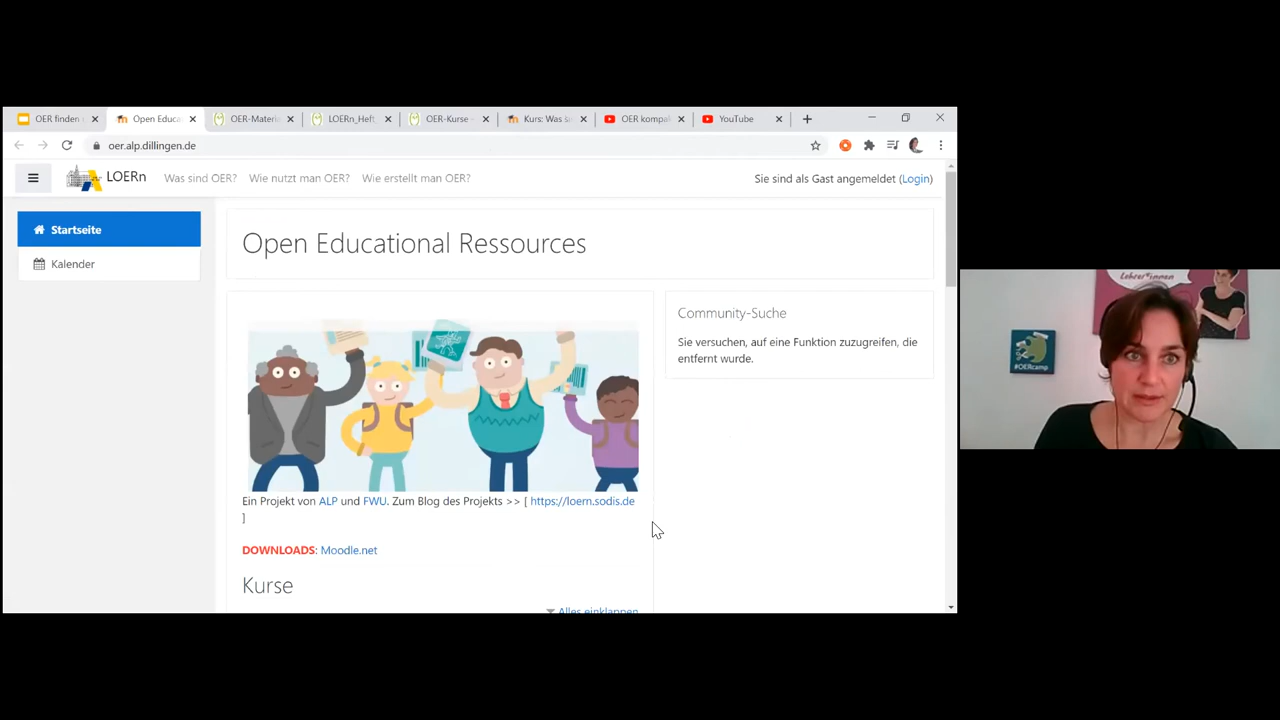 OER finden
Open Educa
OER-Materi
LOERn_Heft
OER-Kurse
Kurs: Was s
OER kompa
YouTube
oer.alp.dillingen.de
LOERn
Was sind OER?
Wie nutzt man OER?
Wie erstellt man OER?
Sie sind als Gast angemeldet (Login)
Startseite
Kalender
Open Educational Ressources
Community-Suche
Sie versuchen, auf eine Funktion zuzugreifen, die
entfernt wurde.
Ein Projekt von ALP und FWU. Zum Blog des Projekts >> [ https://loern.sodis.de
]
DOWNLOADS: Moodle.net
Kurse
Alles einklappen
Lehrer*innen
#OERcamp